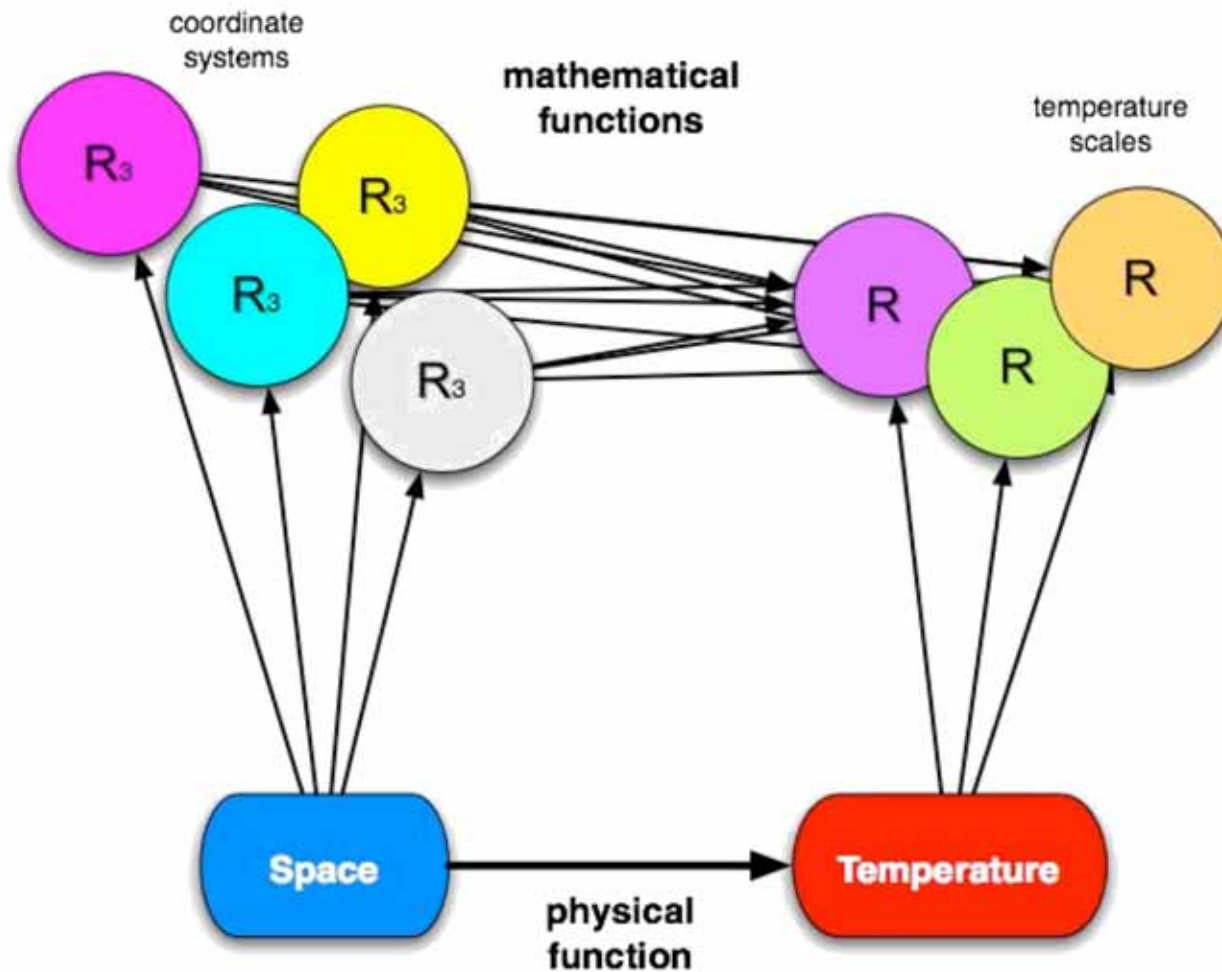 coordinate
systems
mathematical
functions
temperature
scales
R3
R3
R3
R3
R
R
R
Space
Temperature
physical
function